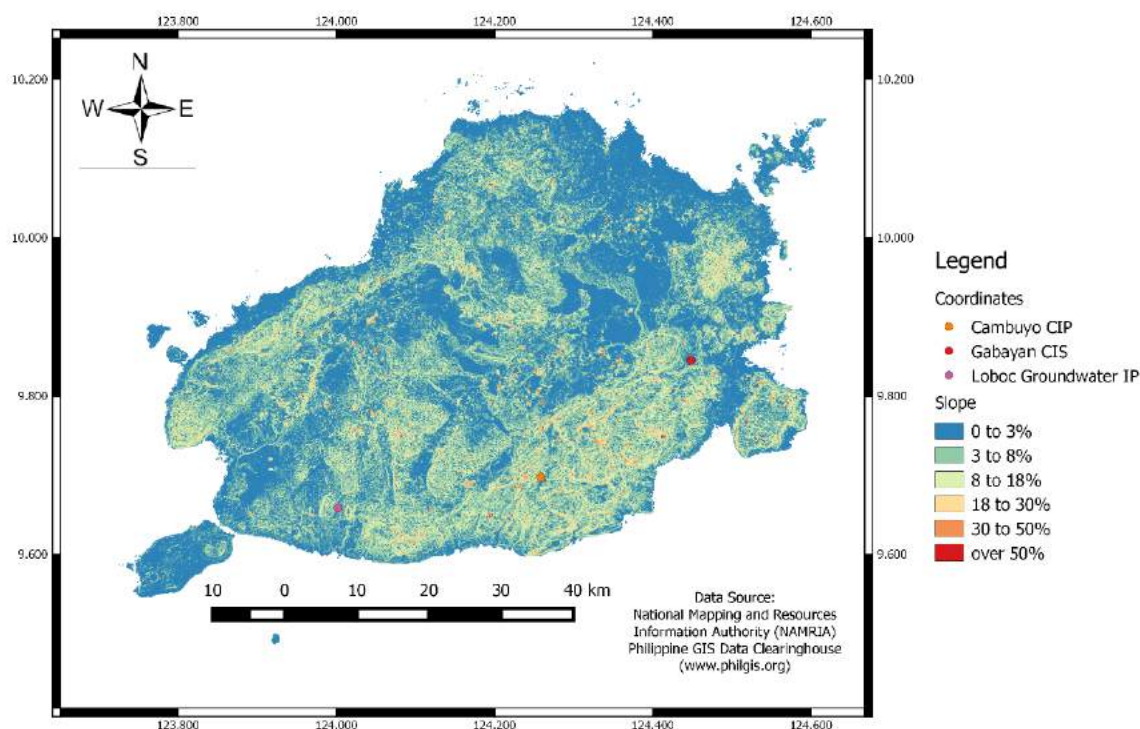 123.800 124.000 124.200 124.400 124.600
10.200 10.200
N
W E
S
10.000 10.000
Legend
Coordinates
Cambuyo CIP
Gabayan CIS
Loboc Groundwater IP
9.800 9.800
Slope
0 to 3%
3 to 8%
8 to 18%
18 to 30%
30 to 50%
over 50%
9.600 9.600
10 0 10 20 30 40 km
Data Source:
National Mapping and Resources
Information Authority (NAMRIA)
Philippine GIS Data Clearinghouse
(www.philgis.org)
123.800 124.000 124.200 124.400 124.600